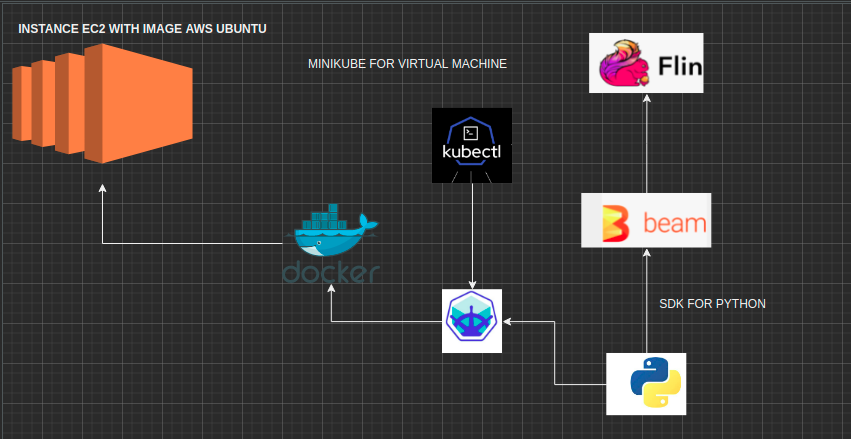 INSTANCE EC2 WITH IMAGE AWS UBUNTU
MINIKUBE FOR VIRTUAL MACHINE
Flin
kubectl
beam
docker
SDK FOR PYTHON